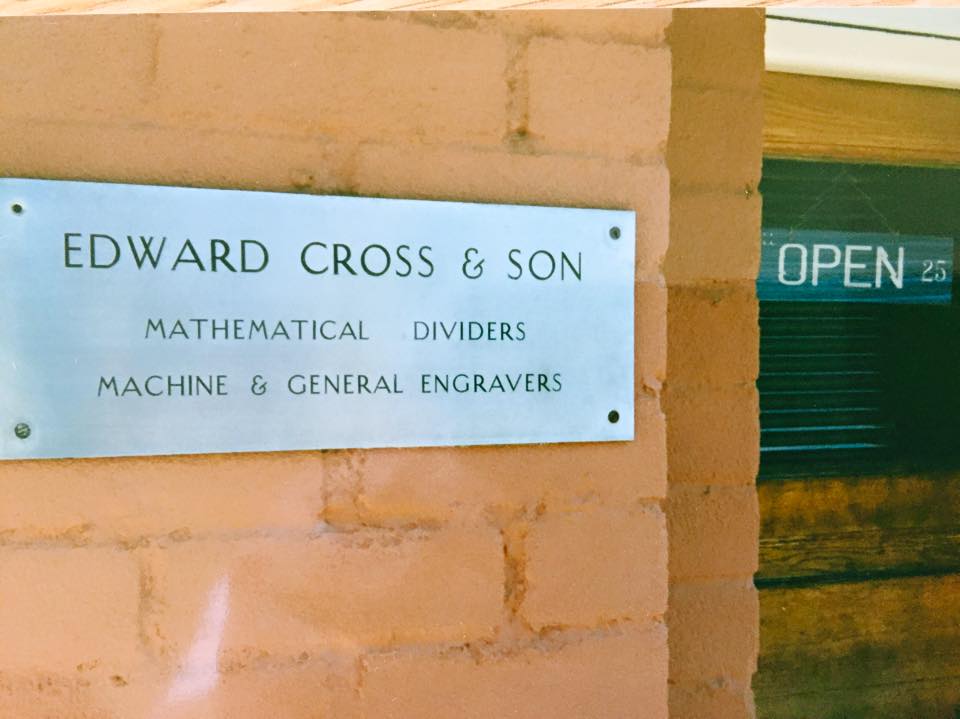 EDWARD CROSS & SON
MATHEMATICAL DIVIDERS
MACHINE & GENERAL ENGRAVERS
OPEN 25